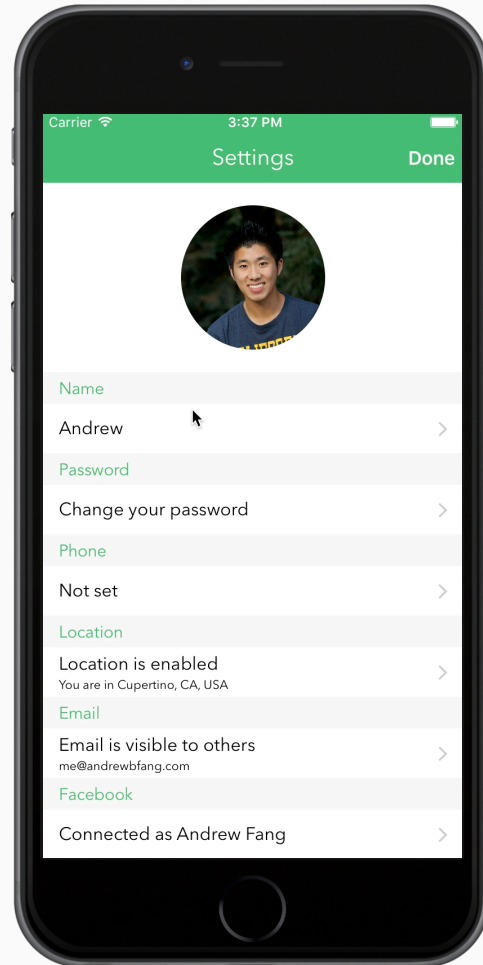 Carrier
3:37 PM
Settings
Done
Name
Andrew
Password
Change your password
Phone
Not set
Location
Location is enabled
You are in Cupertino, CA, USA
Email
Email is visible to others
me@andrewbfang.com
Facebook
Connected as Andrew Fang